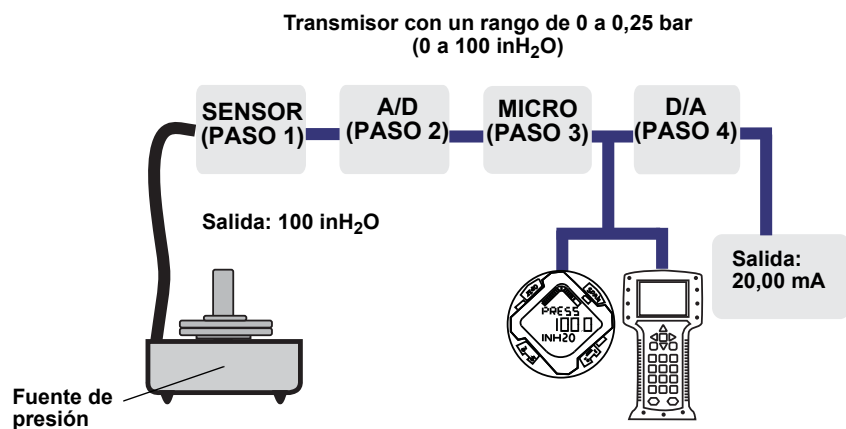 Transmisor con un rango de 0 a 0,25 bar
(0 a 100 inH2O)
SENSOR
(PASO 1)
A/D
(PASO 2)
MICRO
(PASO 3)
D/A
(PASO 4)
Salida: 100 inH2O
Salida:
20,00 mA
PRESS
100.0
INH20
Fuente de
presión